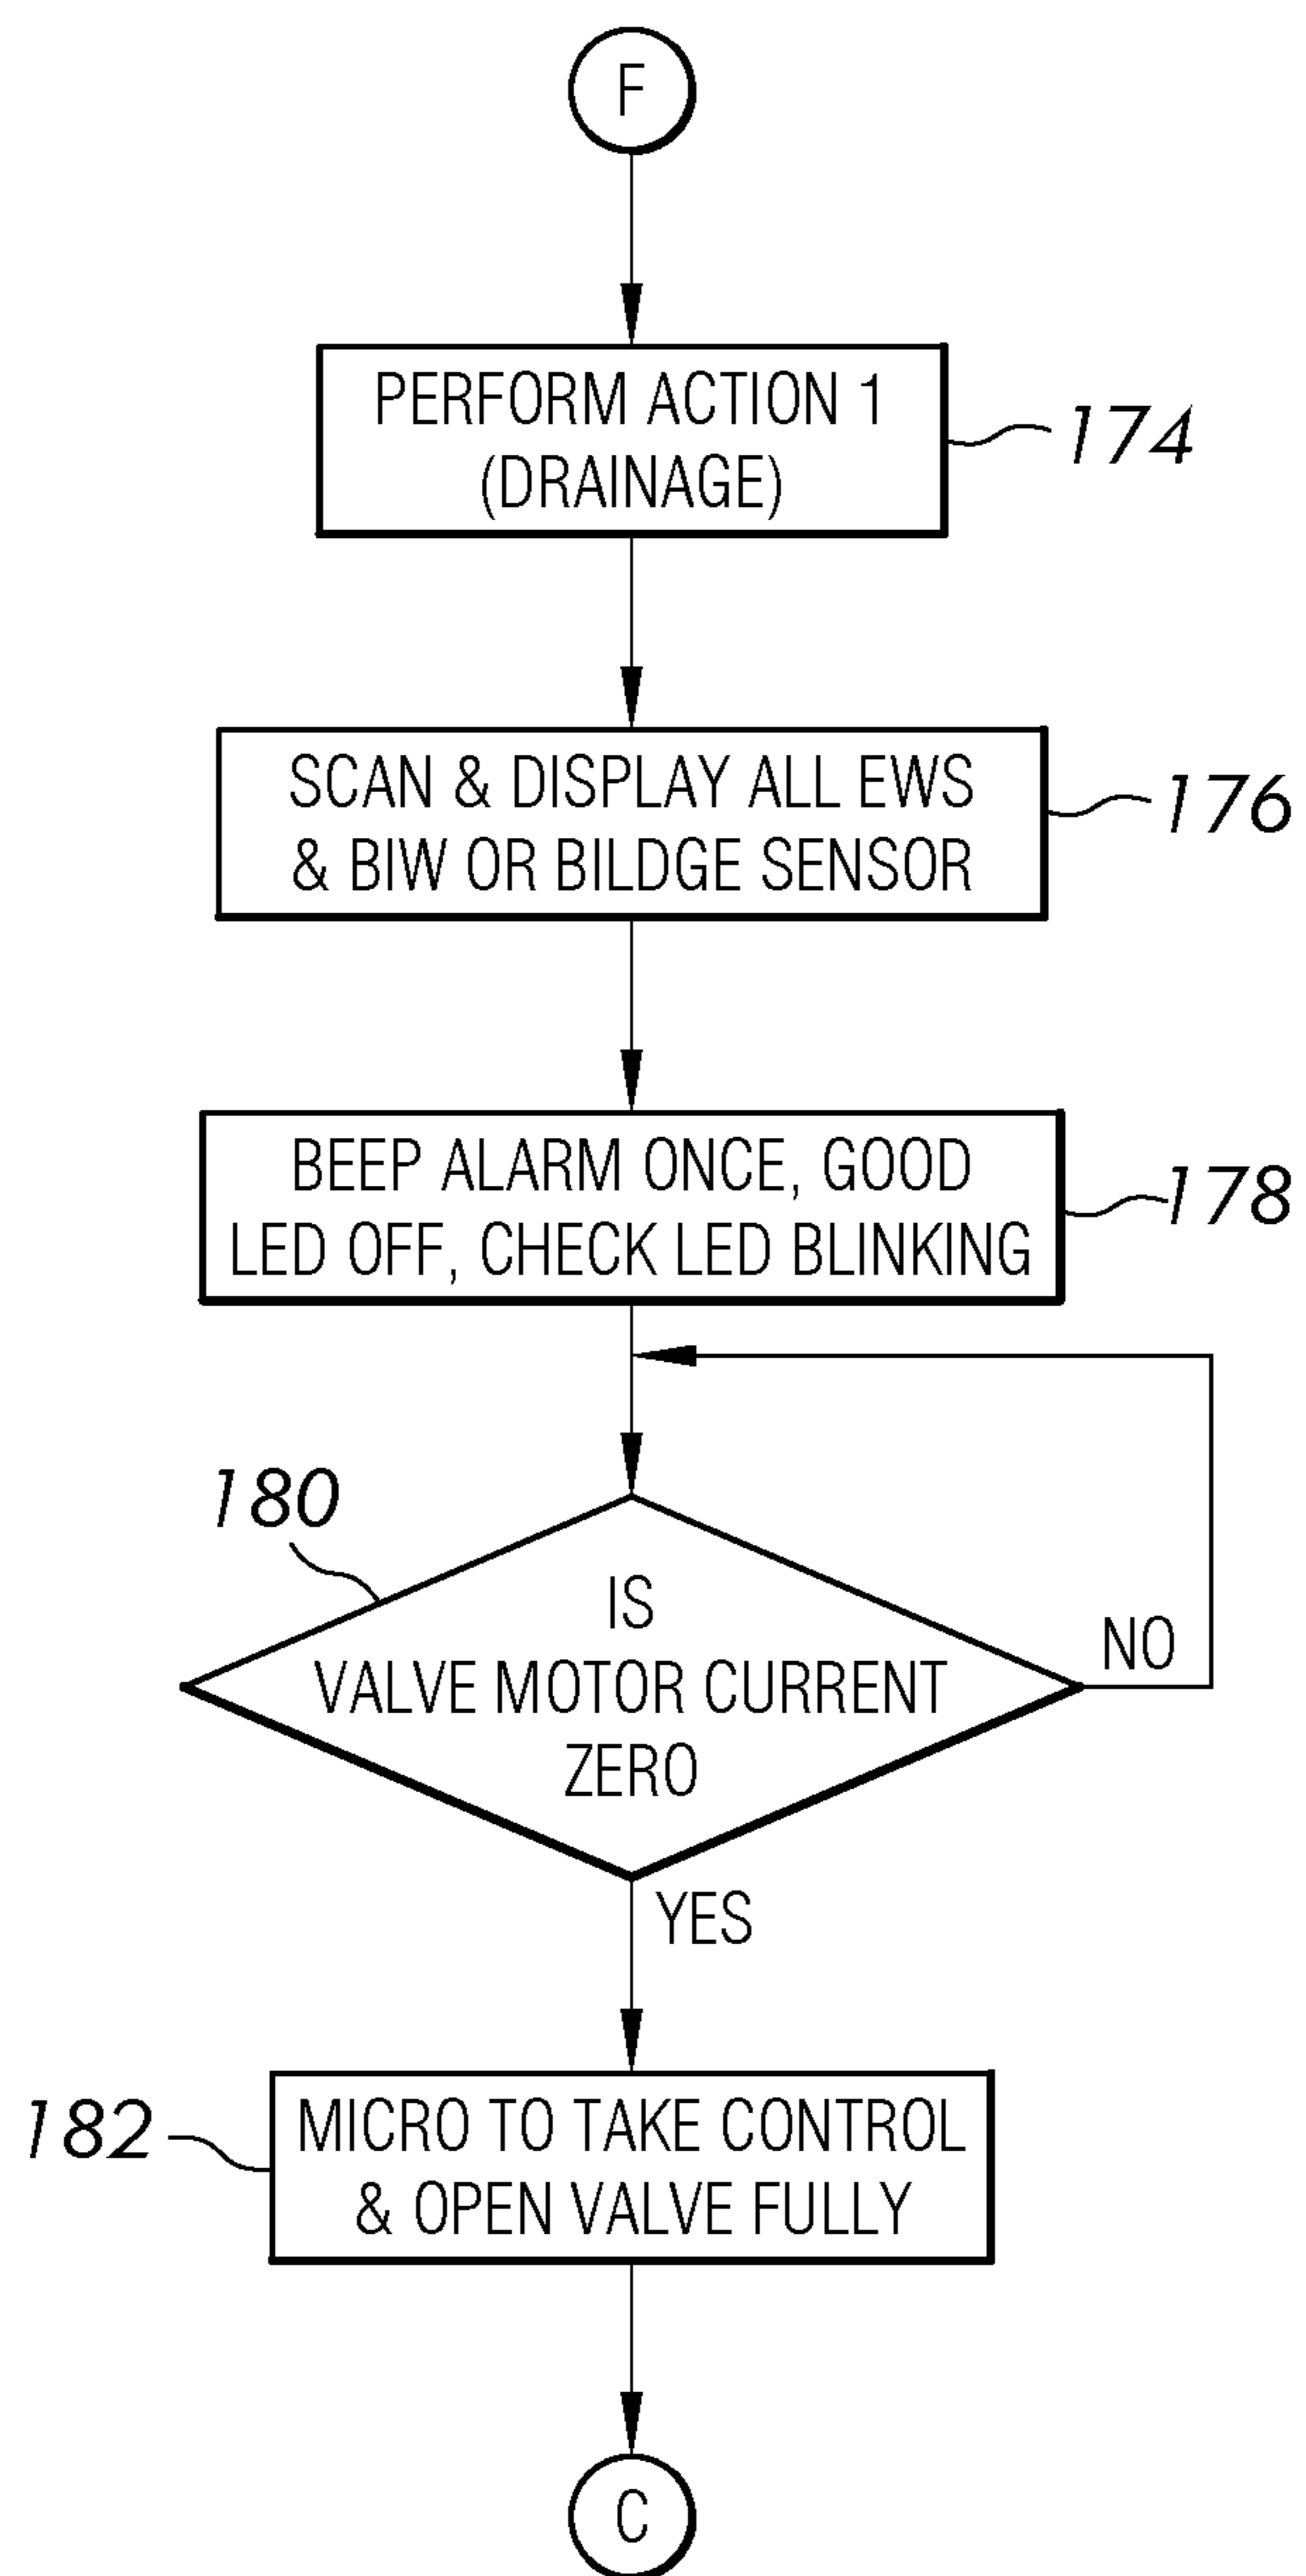 F
PERFORM ACTION 1
(DRAINAGE)
174
SCAN & DISPLAY ALL EWS
& BIW OR BILDGE SENSOR
176
BEEP ALARM ONCE, GOOD
LED OFF, CHECK LED BLINKING
178
180
IS
VALVE MOTOR CURRENT
ZERO
NO
YES
182
MICRO TO TAKE CONTROL
& OPEN VALVE FULLY
C